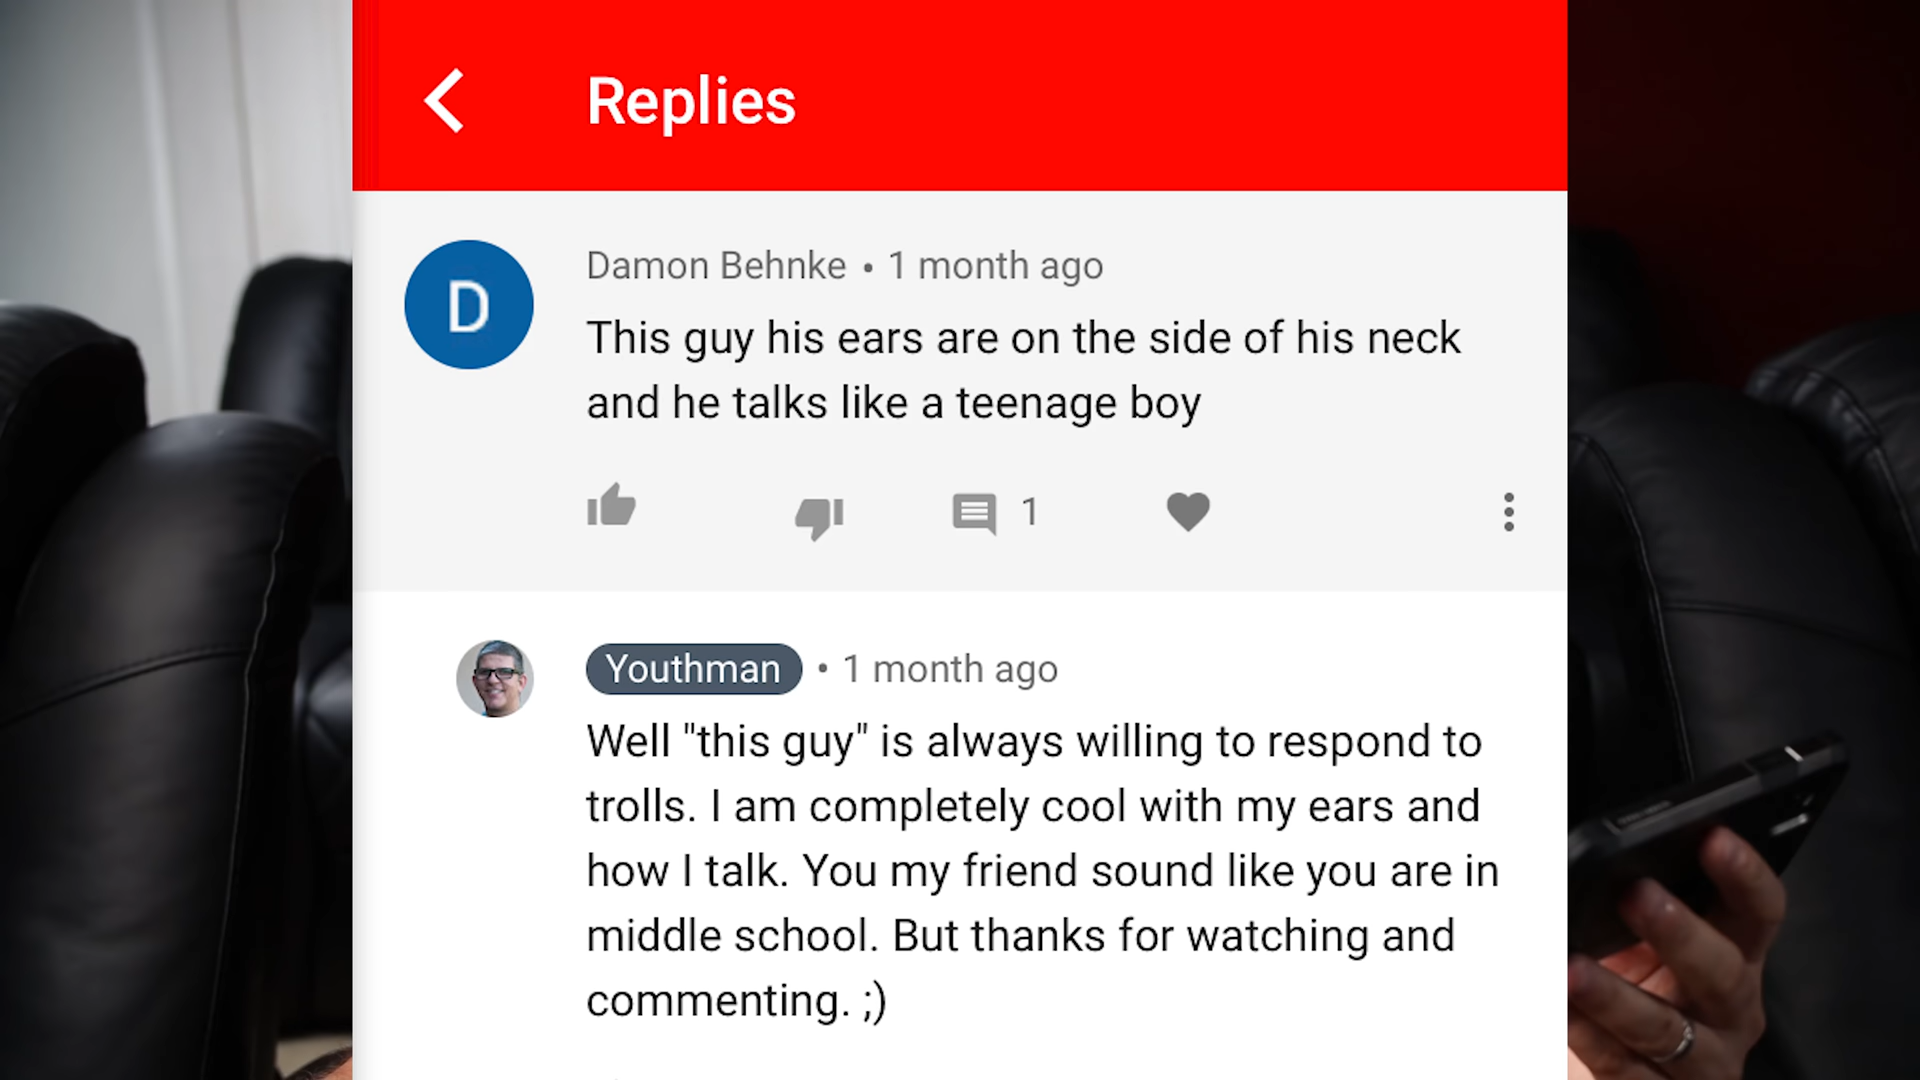 Replies
D
Damon Behnke • 1 month ago
This guy his ears are on the side of his neck
and he talks like a teenage boy
1
Youthman • 1 month ago
Well "this guy" is always willing to respond to
trolls. I am completely cool with my ears and
how I talk. You my friend sound like you are in
middle school. But thanks for watching and
commenting. ;)